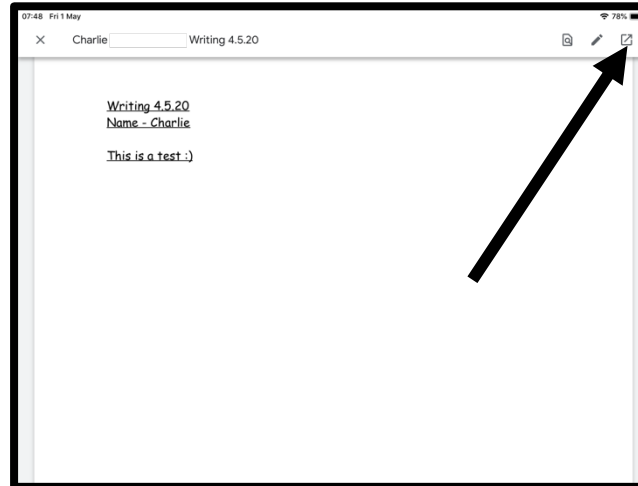 07:48 Fri 1 May 78%
Charlie Writing 4.5.20
Writing 4.5.20
Name - Charlie
This is a test :)